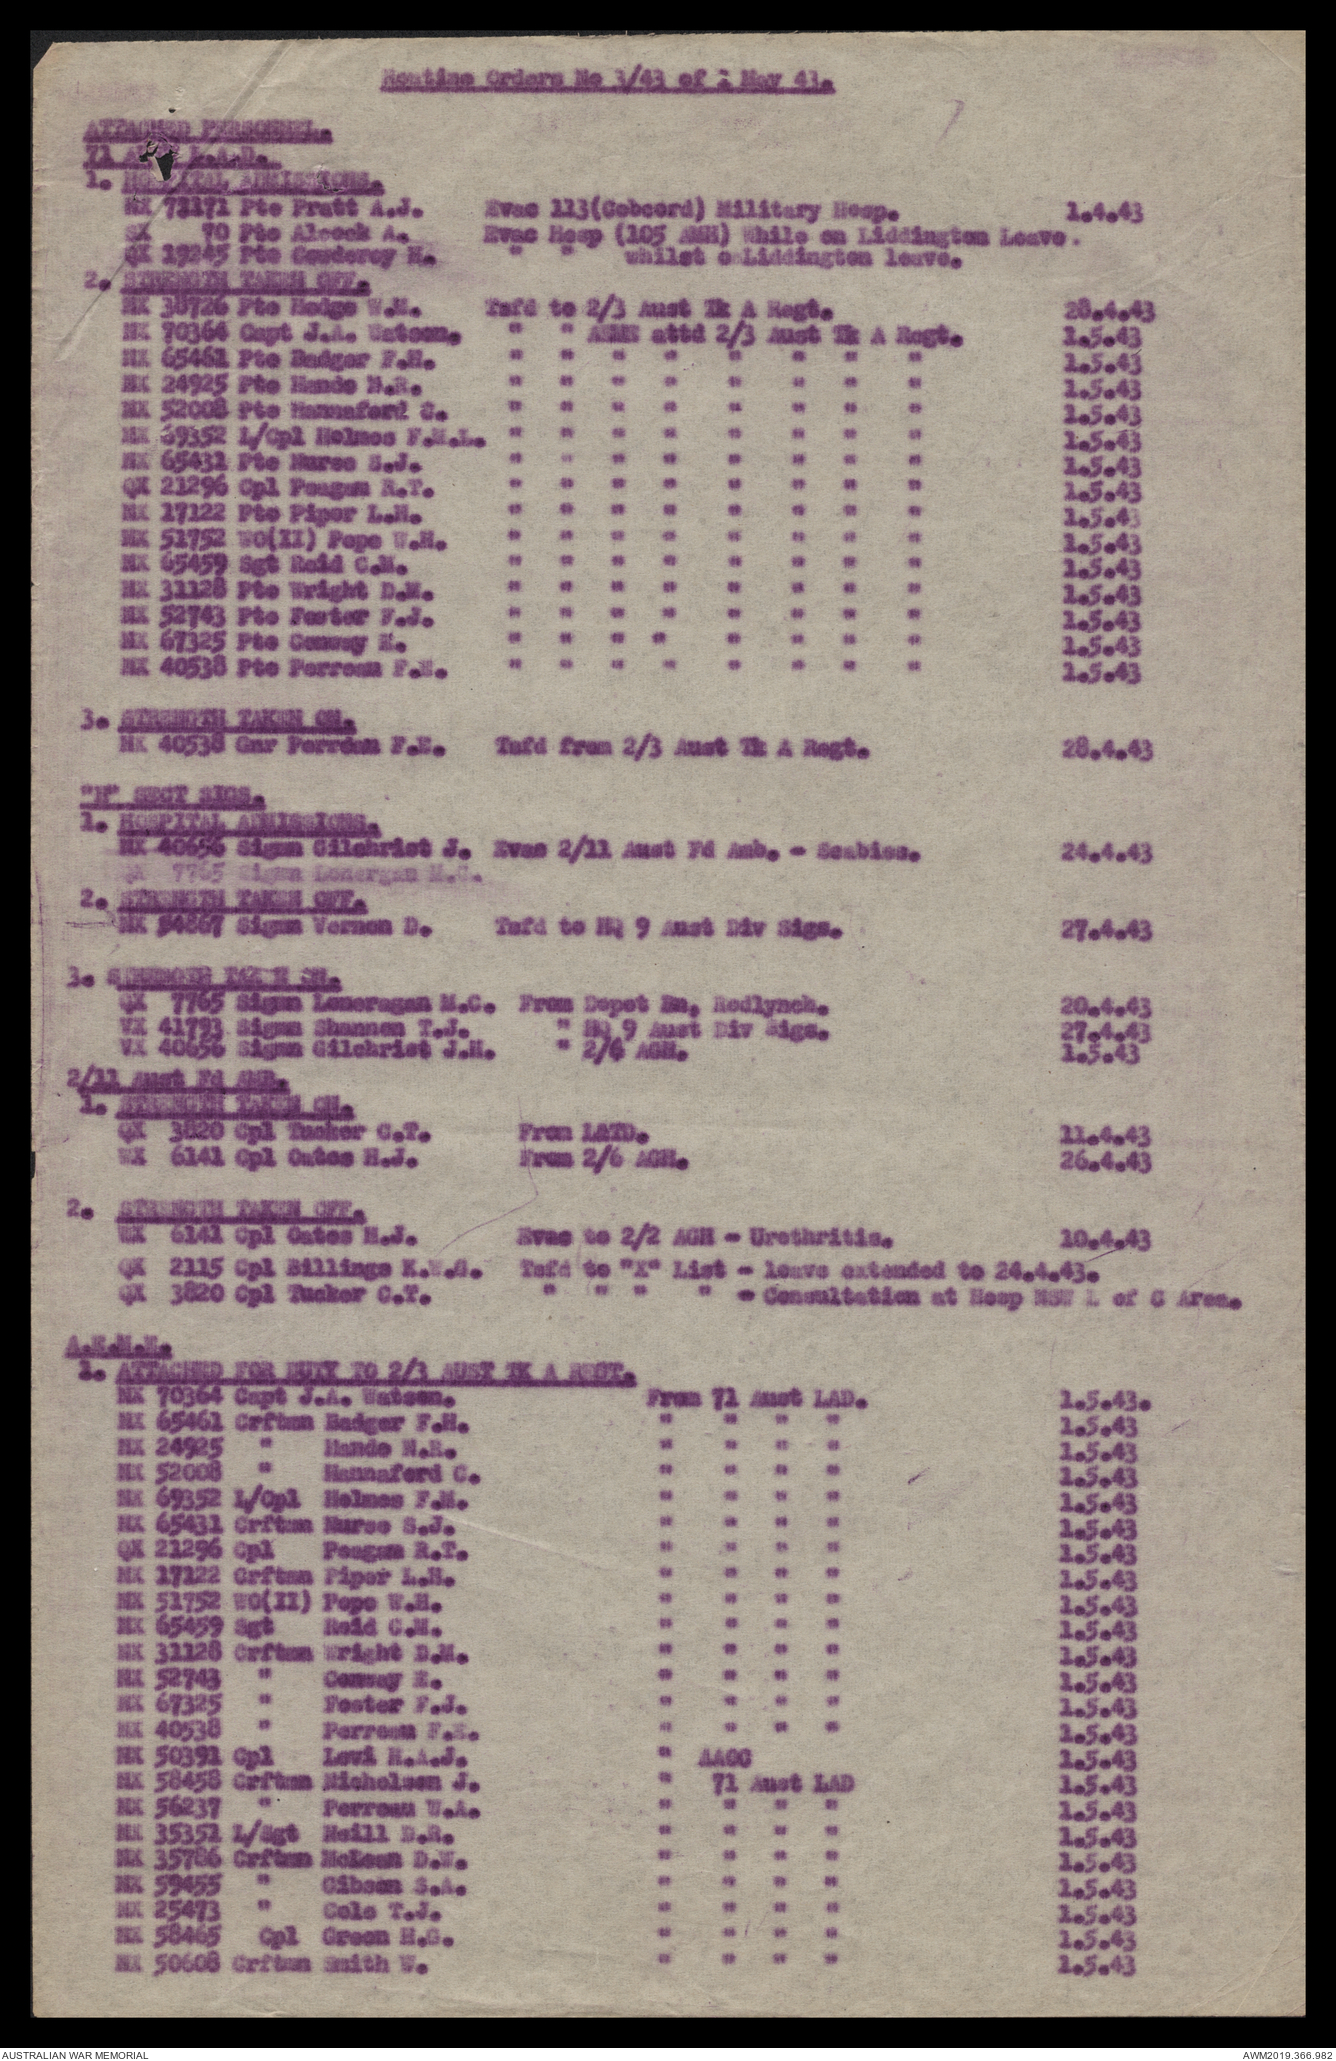 Routine Orders No 3/43 of 1 May 43.
ATTACHED PERSONNEL.
71 L.A.D.
1. HOSPITAL ADMISSIONS.
NX 73171 Pte Pratt A.J. Evac 113(Cobcord) Military Hosp. 1.4.43
SX 70 Pte Alcock A. Evac Hosp (105 AMH) While on Liddington Leave.
QX 19245 Pte Cowderoy H. " " whilst onLiddington leave.
2. STRENGTH TAKEN OFF.
NX 38726 Pte Hodge W.M. Tsfd to 2/3 Aust Tk A Regt. 28.4.43
NX 70364 Capt J.A. Watson. " " AEME attd 2/3 Aust Tk A Regt. 1.5.43
NX 65461 Pte Badger F.H. " " " " " " " " 1.5.43
NX 24925 Pte Hands N.R. " " " " " " " " 1.5.43
NX 52008 Pte Hannaford C. " " " " " " " " 1.5.43
NX 69352 L/Cpl Holmes F.M.L. " " " " " " " " 1.5.43
NX 65431 Pte Nurse S.J. " " " " " " " " 1.5.43
QX 21296 Cpl Peagam R.T. " " " " " " " " 1.5.43
NX 17122 Pte Piper L.H. " " " " " " " " 1.5.43
NX 51752 WO(II) Pope W.H. " " " " " " " " 1.5.43
NX 65459 Sgt Reid C.M. " " " " " " " " 1.5.43
NX 31128 Pte Wright D.M. " " " " " " " " 1.5.43
NX 52743 Pte Foster F.J. " " " " " " " " 1.5.43
NX 67325 Pte Conway E. " " " " " " " " 1.5.43
NX 40538 Pte Perreau F.E. " " " " " " " " 1.5.43
3. STRENGTH TAKEN ON.
NX 40538 Gnr Perreau F.E. Tsfd from 2/3 Aust Tk A Regt. 28.4.43
"H" SECT SIGS.
1. HOSPITAL ADMISSIONS.
NX 40656 Sigmn Gilchrist J. Evac 2/11 Aust Fd Amb. - Scabies. 24.4.43
QX 7765 Sigmn Lonergan M.C.
2. STRENGTH TAKEN OFF.
NX 54867 Sigmn Vernon D. Tsfd to HQ 9 Aust Div Sigs. 27.4.43
3. STRENGTH TAKEN ON.
QX 7765 Sigmn Loneragan M.C. From Depot Bn, Redlynch. 20.4.43
VX 41793 Sigmn Shannon T.J. " HQ 9 Aust Div Sigs. 27.4.43
VX 40656 Sigmn Gilchrist J.H. " 2/6 AGH. 1.5.43
2/11 Aust Fd AMB.
1. STRENGTH TAKEN ON.
QX 3820 Cpl Tucker C.T. From LATD. 11.4.43
WX 6141 Cpl Oates H.J. From 2/6 AGH. 26.4.43
2. STRENGTH TAKEN OFF.
WX 6141 Cpl Oates H.J. Evac to 2/2 AGH - Urethritis. 10.4.43
QX 2115 Cpl Billings K.W.G. Tsfd to "X" List - leave extended to 24.4.43.
QX 3820 Cpl Tucker C.T. " " " " - Consultation at Hosp NSW L of C Area.
A.E.M.E.
1. ATTACHED FOR DUTY TO 2/3 AUST TK A REGT.
NX 70364 Capt J.A. Watson. From 71 Aust LAD. 1.5.43.
NX 65461 Crftmn Badger F.H. " " " " 1.5.43
NX 24925 " Hands N.R. " " " " 1.5.43
NX 52008 " Hannaford C. " " " " 1.5.43
NX 69352 L/Cpl Holmes F.M. " " " " 1.5.43
NX 65431 Crftmn Nurse S.J. " " " " 1.5.43
QX 21296 Cpl Peagam R.T. " " " " 1.5.43
NX 17122 Crftmn Piper L.H. " " " " 1.5.43
NX 51752 WO(II) Pope W.H. " " " " 1.5.43
NX 65459 Sgt Reid C.M. " " " " 1.5.43
NX 31128 Crftmn Wright D.M. " " " " 1.5.43
NX 52743 " Conway E. " " " " 1.5.43
NX 67325 " Foster F.J. " " " " 1.5.43
NX 40538 " Perreau F.E. " " " " 1.5.43
NX 50391 Cpl Levi H.A.J. " AAOC 1.5.43
NX 58458 Crftmn Nicholson J. " 71 Aust LAD 1.5.43
NX 56237 " Perreau W.A. " " " " 1.5.43
NX 35351 L/Sgt Neill D.R. " " " " 1.5.43
NX 35786 Crftmn McLean D.W. " " " " 1.5.43
NX 59455 " Gibson S.A. " " " " 1.5.43
NX 25473 " Cole T.J. " " " " 1.5.43
NX 58465 Cpl Green H.G. " " " " 1.5.43
NX 50608 Crftmn Smith W. " " " " 1.5.43
AUSTRALIAN WAR MEMORIAL AWM2019.366.982